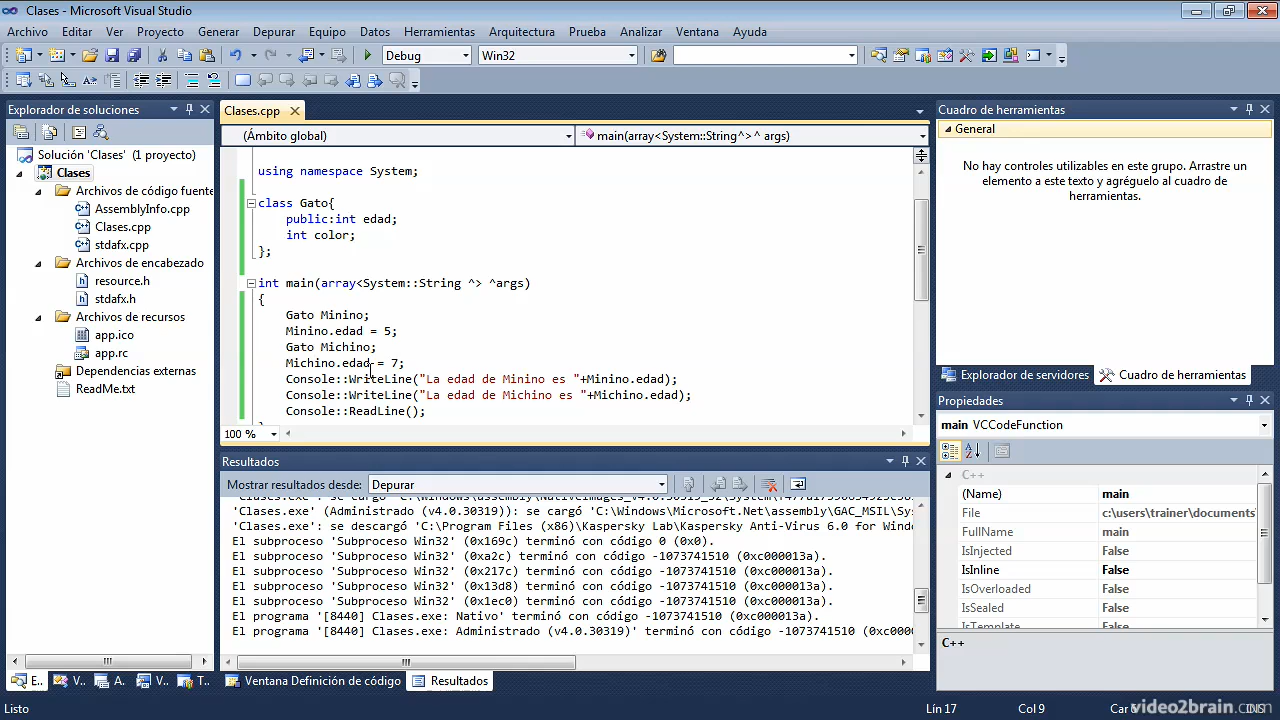 Clases - Microsoft Visual Studio
Archivo Editar Ver Proyecto Generar Depurar Equipo Datos Herramientas Arquitectura Prueba Analizar Ventana Ayuda
Debug Win32
Explorador de soluciones
Solución 'Clases' (1 proyecto)
Clases
Archivos de código fuente
AssemblyInfo.cpp
Clases.cpp
stdafx.cpp
Archivos de encabezado
resource.h
stdafx.h
Archivos de recursos
app.ico
app.rc
Dependencias externas
ReadMe.txt
E.. V.. A. V.. T..
Clases.cpp
(Ámbito global) main(array<System::String^> ^ args)
using namespace System;
class Gato{
public:int edad;
int color;
};
int main(array<System::String ^> ^args)
{
Gato Minino;
Minino.edad = 5;
Gato Michino;
Michino.edad = 7;
Console::WriteLine("La edad de Minino es "+Minino.edad);
Console::WriteLine("La edad de Michino es "+Michino.edad);
Console::ReadLine();
100 %
Resultados
Mostrar resultados desde: Depurar
'Clases.exe' (Administrado (v4.0.30319)): se cargó 'C:\Windows\Microsoft.Net\assembly\GAC_MSIL\Sys
'Clases.exe': se descargó 'C:\Program Files (x86)\Kaspersky Lab\Kaspersky Anti-Virus 6.0 for Windo
El subproceso 'Subproceso Win32' (0x169c) terminó con código 0 (0x0).
El subproceso 'Subproceso Win32' (0xa2c) terminó con código -1073741510 (0xc000013a).
El subproceso 'Subproceso Win32' (0x217c) terminó con código -1073741510 (0xc000013a).
El subproceso 'Subproceso Win32' (0x13d8) terminó con código -1073741510 (0xc000013a).
El subproceso 'Subproceso Win32' (0x1ec0) terminó con código -1073741510 (0xc000013a).
El programa '[8440] Clases.exe: Nativo' terminó con código -1073741510 (0xc000013a).
El programa '[8440] Clases.exe: Administrado (v4.0.30319)' terminó con código -1073741510 (0xc000
Ventana Definición de código Resultados
Cuadro de herramientas
General
No hay controles utilizables en este grupo. Arrastre un
elemento a este texto y agréguelo al cuadro de
herramientas.
Explorador de servidores Cuadro de herramientas
Propiedades
main VCCodeFunction
C++
(Name) main
File c:\users\trainer\documents
FullName main
IsInjected False
IsInline False
IsOverloaded False
IsSealed False
IsTemplate False
C++
Listo Lín 17 Col 9
video2brain.com